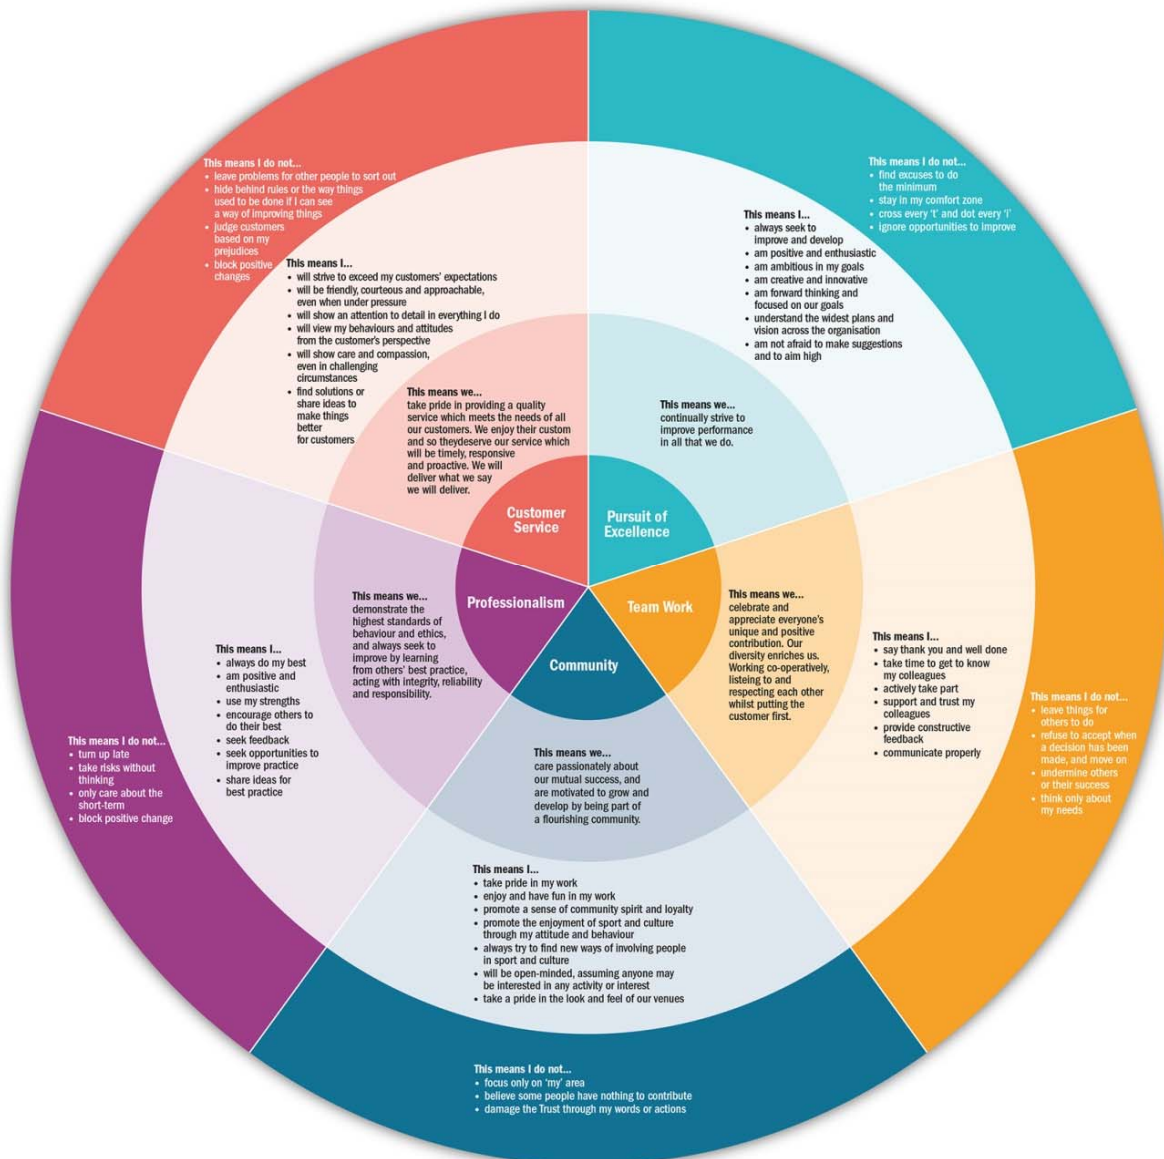 This means I do not...
• leave problems for other people to sort out
• hide behind rules or the way things
used to be done if I can see
a way of improving things
• judge customers
based on my
prejudices
• block positive
changes
This means I...
• will strive to exceed my customers' expectations
• will be friendly, courteous and approachable,
even when under pressure
• will show an attention to detail in everything I do
• will view my behaviours and attitudes
from the customer's perspective
• will show care and compassion,
even in challenging
circumstances
• find solutions or
share ideas to
make things
better
for customers
This means we...
take pride in providing a quality
service which meets the needs of all
our customers. We enjoy their custom
and so theydeserve our service which
will be timely, responsive
and proactive. We will
deliver what we say
we will deliver.
Customer
Service
This means I do not...
• find excuses to do
the minimum
• stay in my comfort zone
• cross every 't' and dot every 'i'
• ignore opportunities to improve
This means I...
• always seek to
improve and develop
• am positive and enthusiastic
• am ambitious in my goals
• am creative and innovative
• am forward thinking and
focused on our goals
• understand the widest plans and
vision across the organisation
• am not afraid to make suggestions
and to aim high
This means we...
continually strive to
improve performance
in all that we do.
Pursuit of
Excellence
Team Work
This means we...
celebrate and
appreciate everyone's
unique and positive
contribution. Our
diversity enriches us.
Working co-operatively,
listeing to and
respecting each other
whilst putting the
customer first.
This means I...
• say thank you and well done
• take time to get to know
my colleagues
• actively take part
• support and trust my
colleagues
• provide constructive
feedback
• communicate properly
This means I do not...
• leave things for
others to do
• refuse to accept when
a decision has been
made, and move on
• undermine others
or their success
• think only about
my needs
Community
This means we...
care passionately about
our mutual success, and
are motivated to grow and
develop by being part of
a flourishing community.
This means I...
• take pride in my work
• enjoy and have fun in my work
• promote a sense of community spirit and loyalty
• promote the enjoyment of sport and culture
through my attitude and behaviour
• always try to find new ways of involving people
in sport and culture
• will be open-minded, assuming anyone may
be interested in any activity or interest
• take a pride in the look and feel of our venues
This means I do not...
• focus only on 'my' area
• believe some people have nothing to contribute
• damage the Trust through my words or actions
Professionalism
This means we...
demonstrate the
highest standards of
behaviour and ethics,
and always seek to
improve by learning
from others' best practice,
acting with integrity, reliability
and responsibility.
This means I...
• always do my best
• am positive and
enthusiastic
• use my strengths
• encourage others to
do their best
• seek feedback
• seek opportunities to
improve practice
• share ideas for
best practice
This means I do not...
• turn up late
• take risks without
thinking
• only care about the
short-term
• block positive change